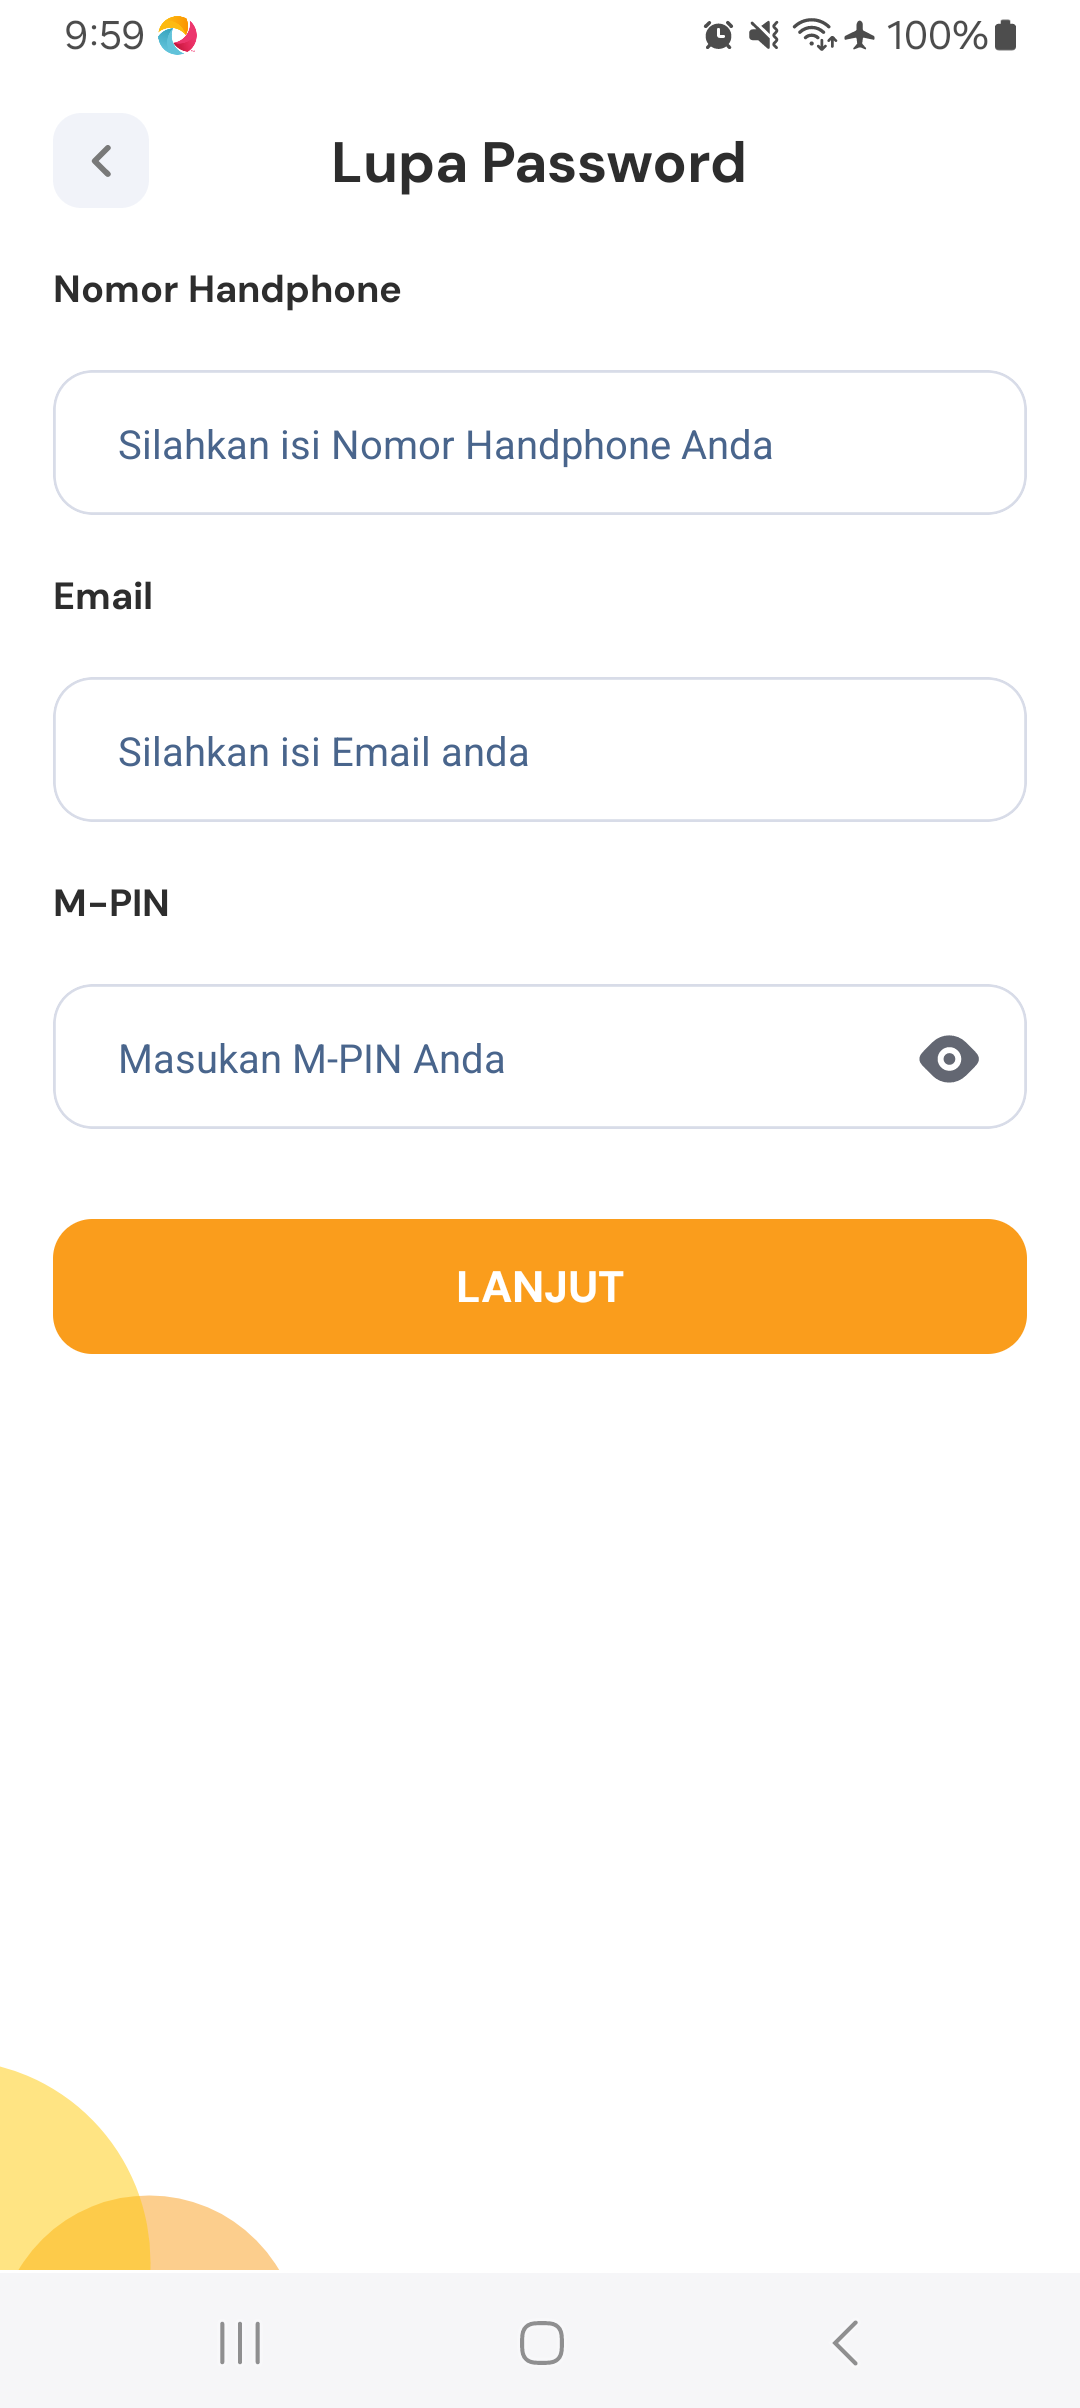 9:59
100%
Lupa Password
Nomor Handphone
Silahkan isi Nomor Handphone Anda
Email
Silahkan isi Email anda
M-PIN
Masukan M-PIN Anda
LANJUT